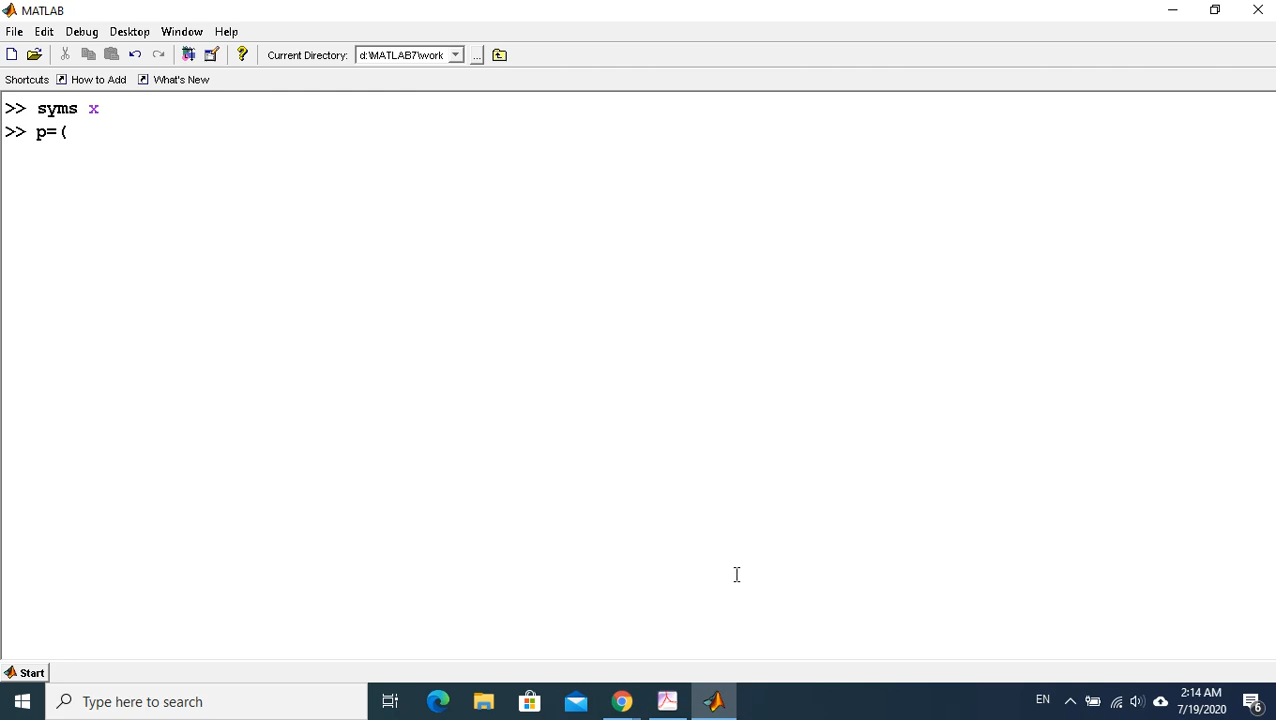 MATLAB
File Edit Debug Desktop Window Help
Current Directory: d:\MATLAB7\work ...
Shortcuts How to Add What's New
>> syms x
>> p=(
Start
Type here to search
EN
2:14 AM
7/19/2020
6